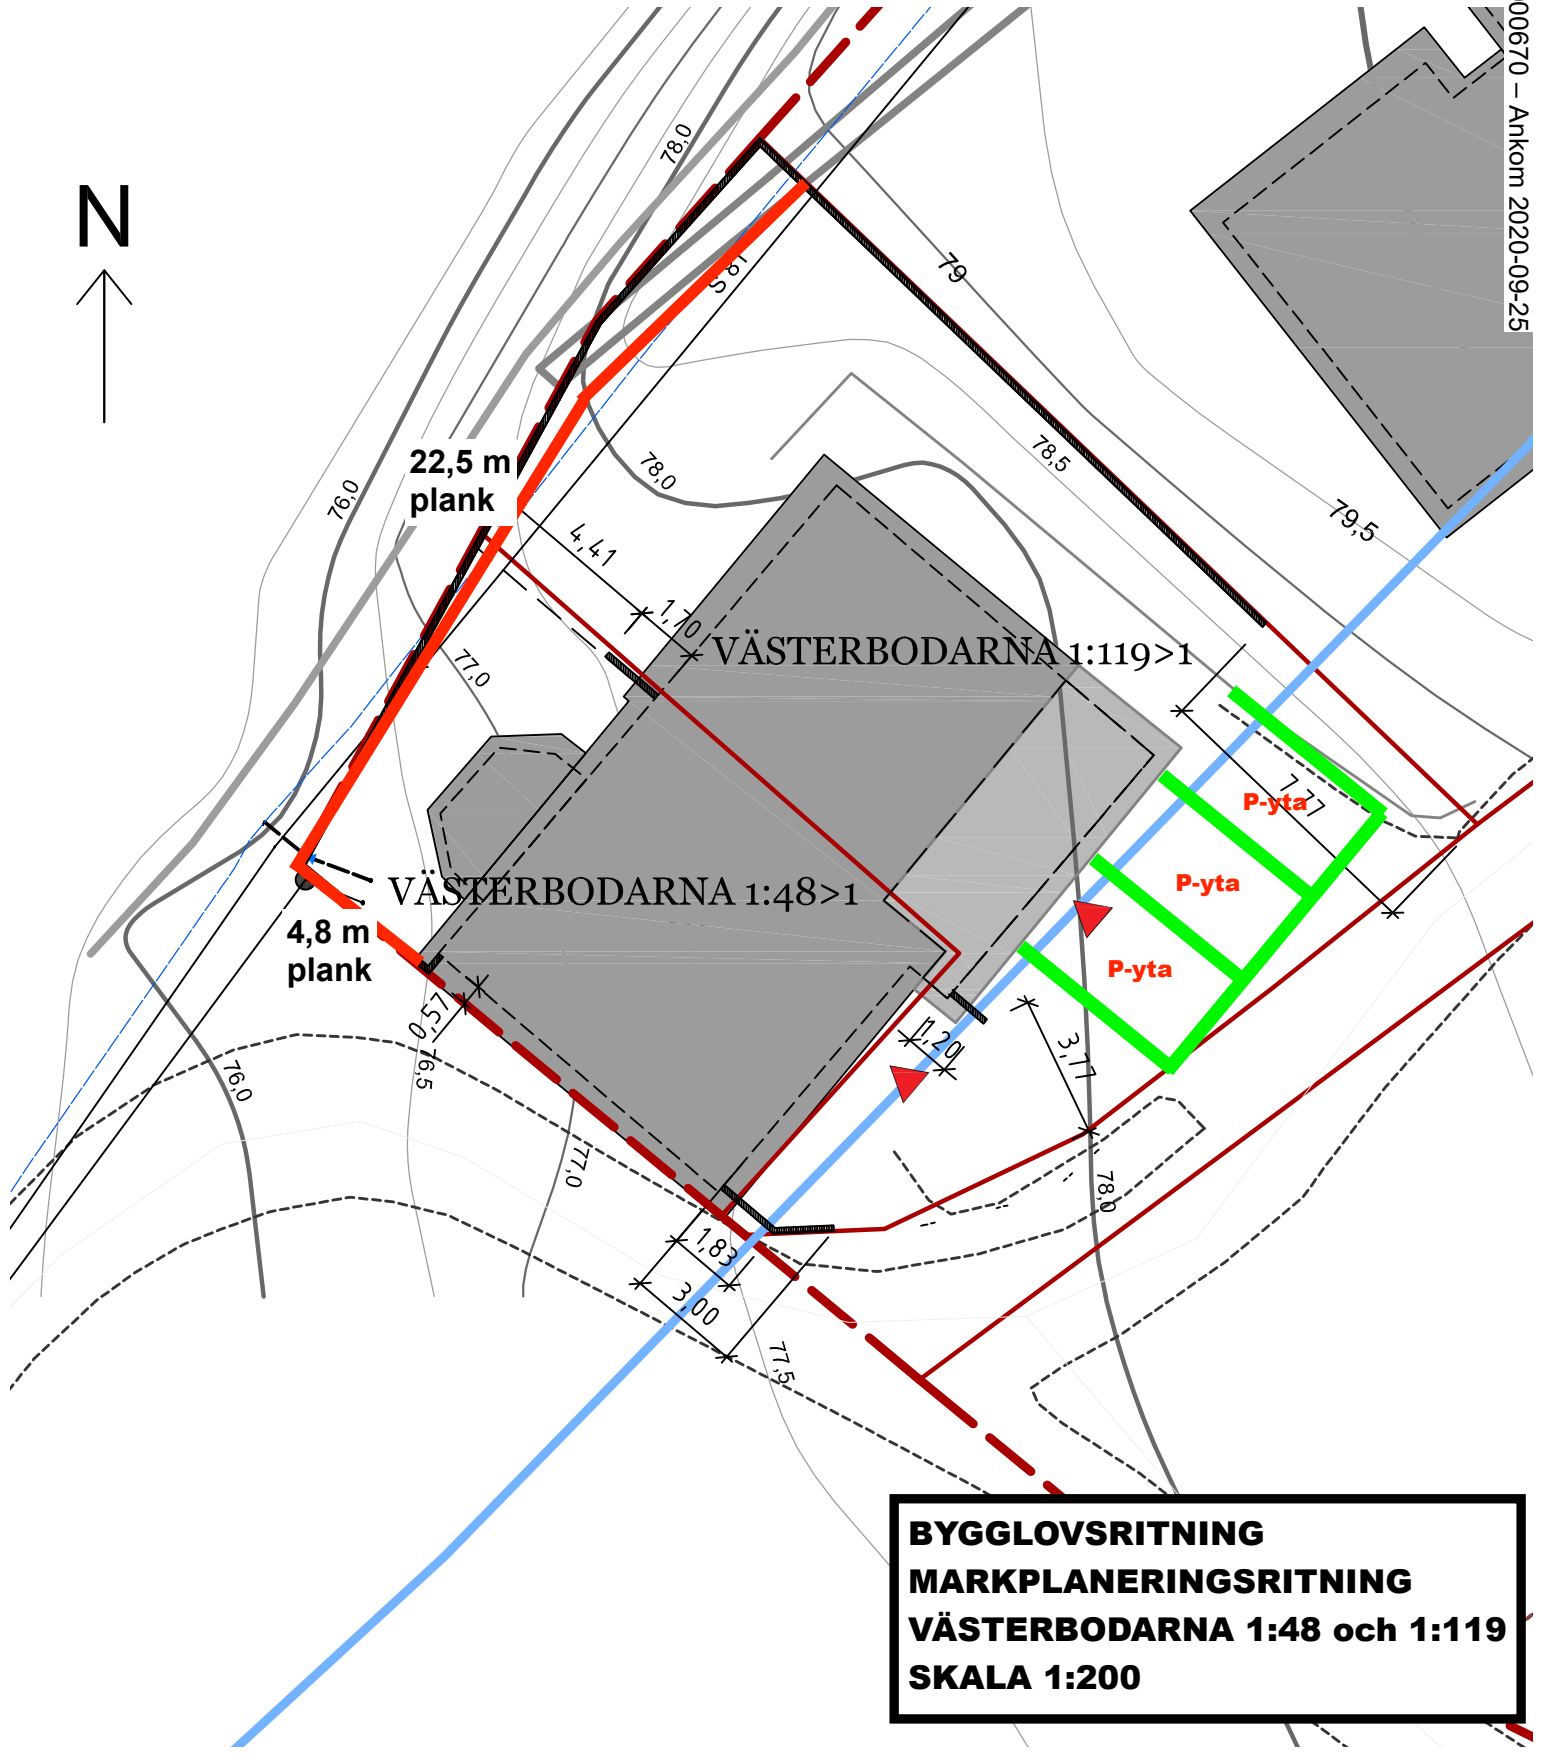 00670 – Ankom 2020-09-25
N
78,0
79
78,5
79,5
76,0
78,0
22,5 m
plank
4,41
1,70
VÄSTERBODARNA 1:119>1
77,0
7,77
P-yta
P-yta
P-yta
VÄSTERBODARNA 1:48>1
4,8 m
plank
0,57
76,5
76,0
1,20
3,77
77,0
78,0
1,83
3,00
77,5
BYGGLOVSRITNING
MARKPLANERINGSRITNING
VÄSTERBODARNA 1:48 och 1:119
SKALA 1:200